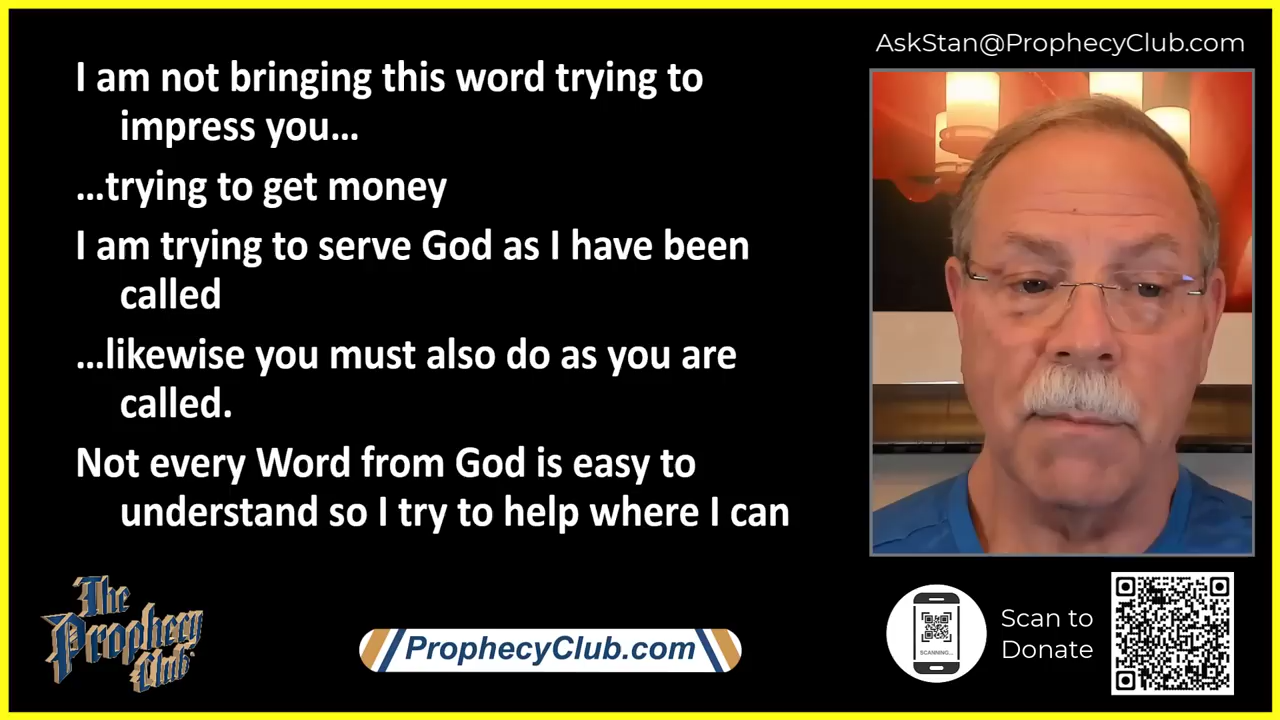 AskStan@ProphecyClub.com
I am not bringing this word trying to
impress you...
...trying to get money
I am trying to serve God as I have been
called
...likewise you must also do as you are
called.
Not every Word from God is easy to
understand so I try to help where I can
The
Prophecy
Club
ProphecyClub.com
SCANNING...
Scan to
Donate